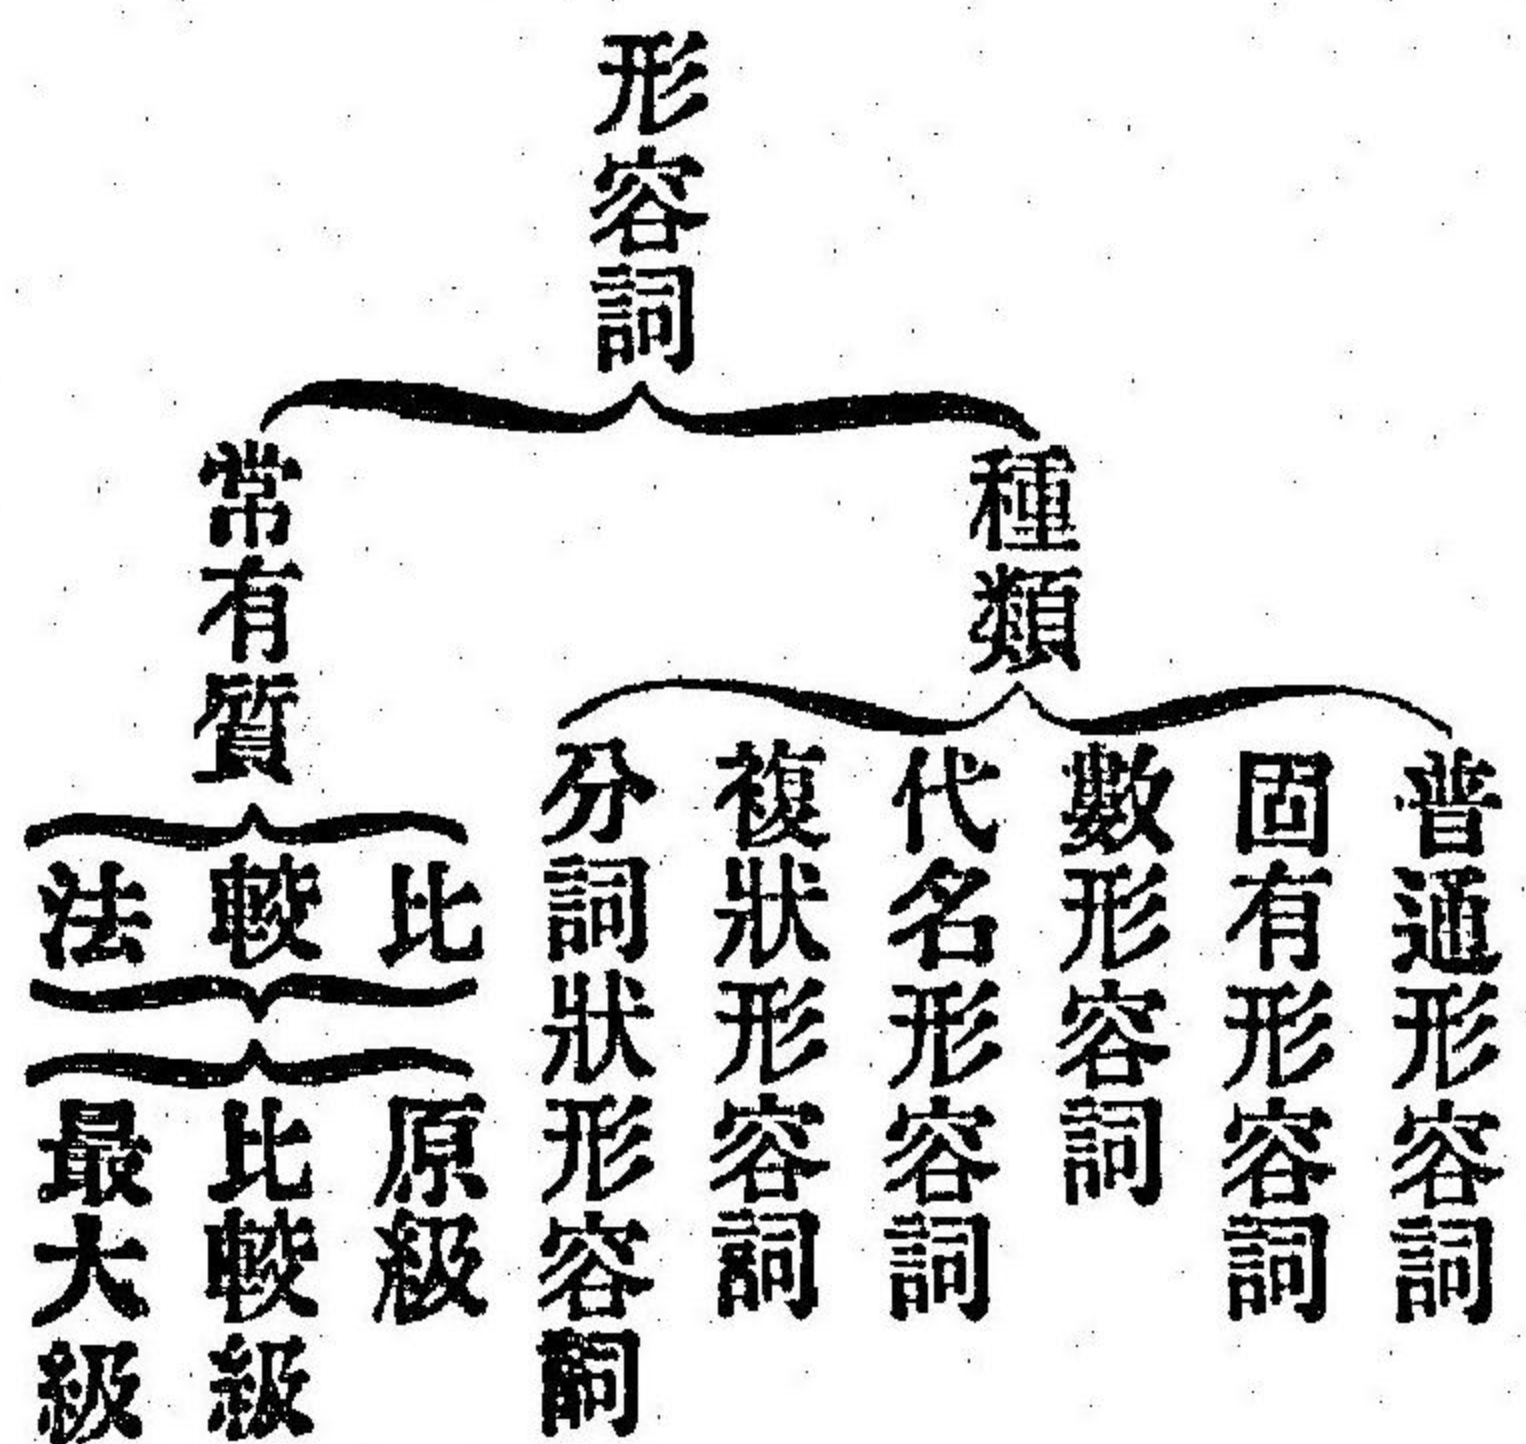 形容詞
種類
普通形容詞
固有形容詞
數形容詞
代名形容詞
複狀形容詞
分詞狀形容詞
常有質
比較法
原級
比較級
最大級